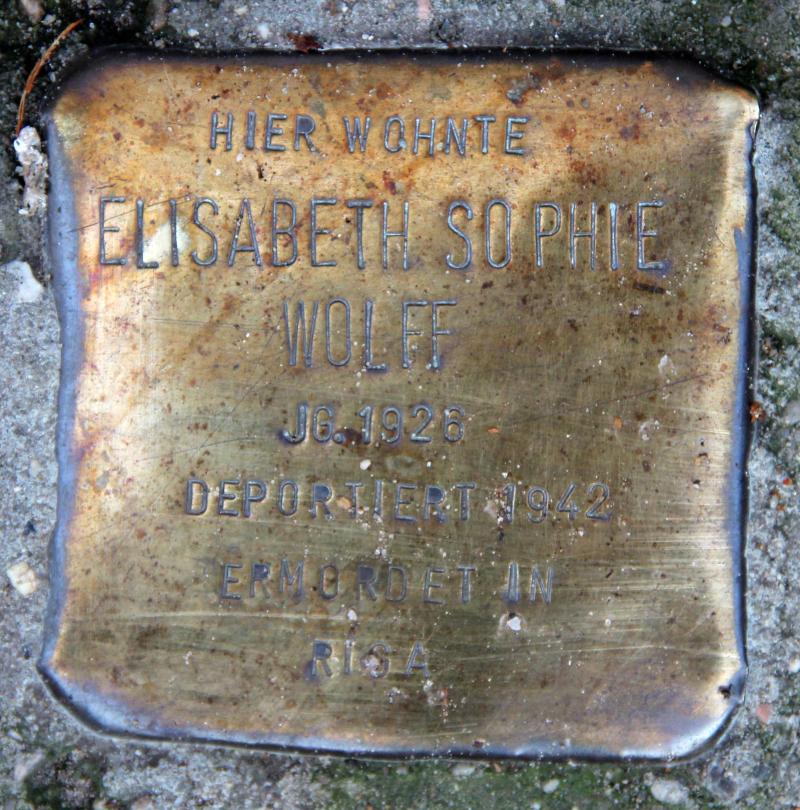 HIER WOHNTE
ELISABETH SOPHIE
WOLFF
JG. 1926
DEPORTIERT 1942
ERMORDET IN
RIGA